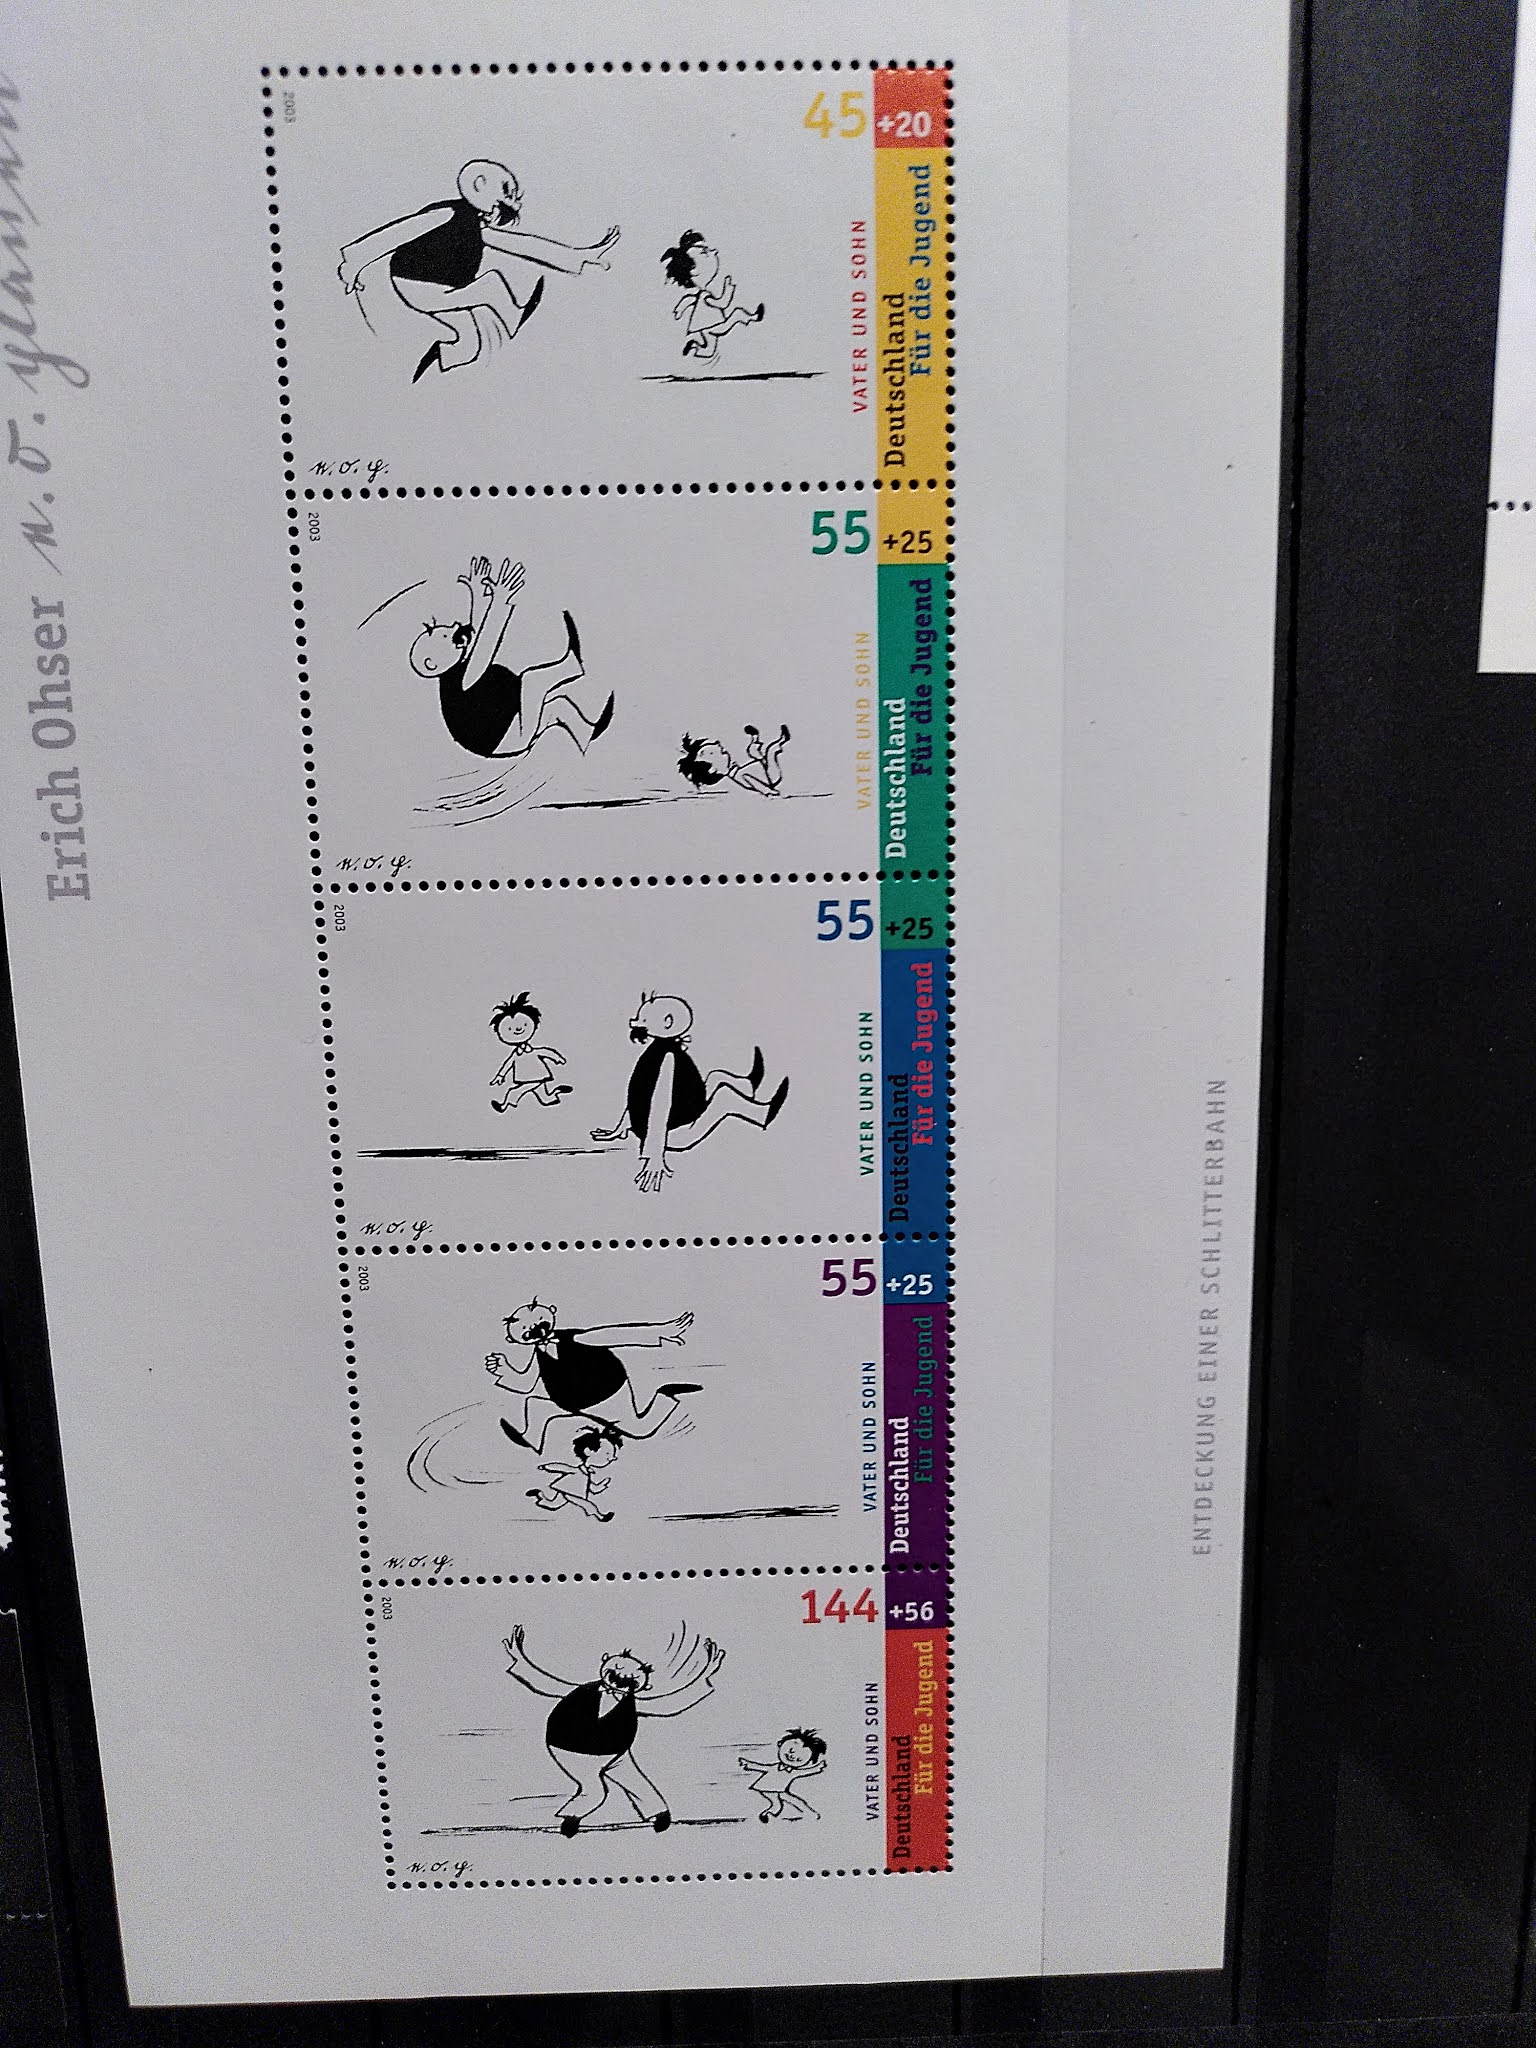 Erich Ohser
2003
45 +20
VATER UND SOHN
Deutschland
Für die Jugend
n.o.y.
2003
55 +25
VATER UND SOHN
Deutschland
Für die Jugend
n.o.y.
2003
55 +25
VATER UND SOHN
Deutschland
Für die Jugend
n.o.y.
2003
55 +25
VATER UND SOHN
Deutschland
Für die Jugend
n.o.y.
2003
144 +56
VATER UND SOHN
Deutschland
Für die Jugend
n.o.y.
ENTDECKUNG EINER SCHLITTERBAHN